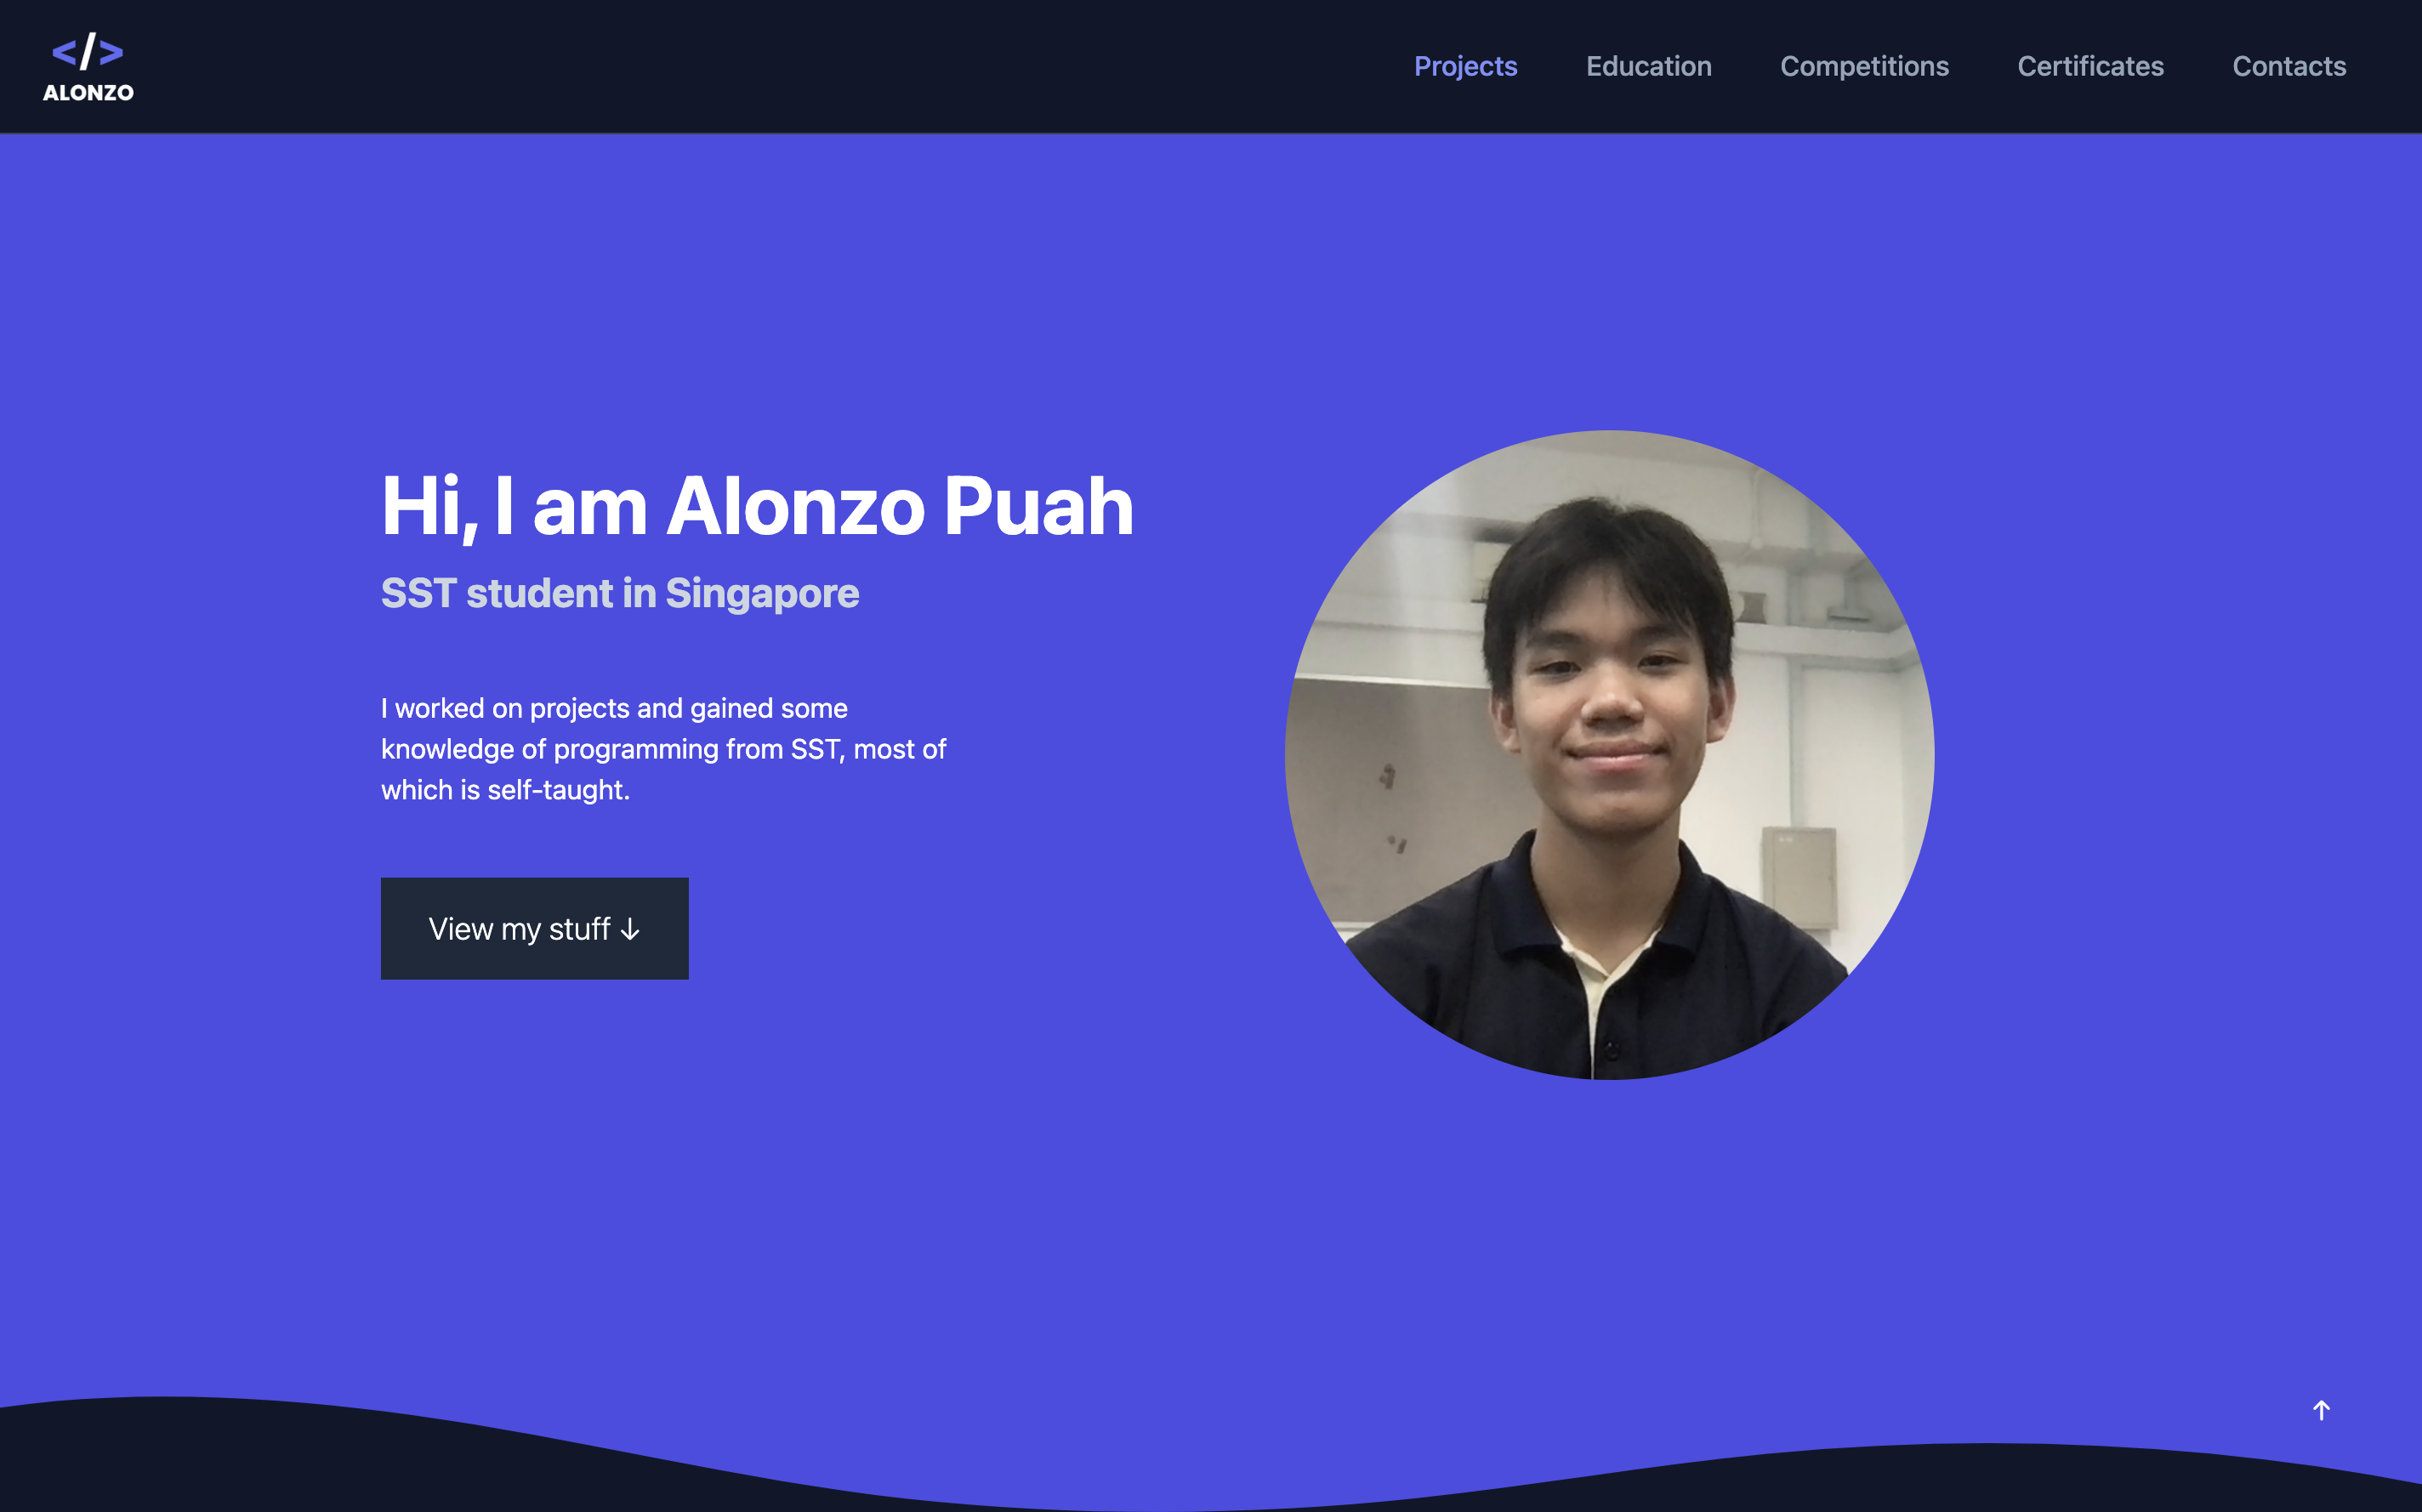 </>
ALONZO
Projects
Education
Competitions
Certificates
Contacts
Hi, I am Alonzo Puah
SST student in Singapore
I worked on projects and gained some
knowledge of programming from SST, most of
which is self-taught.
View my stuff ↓
↑